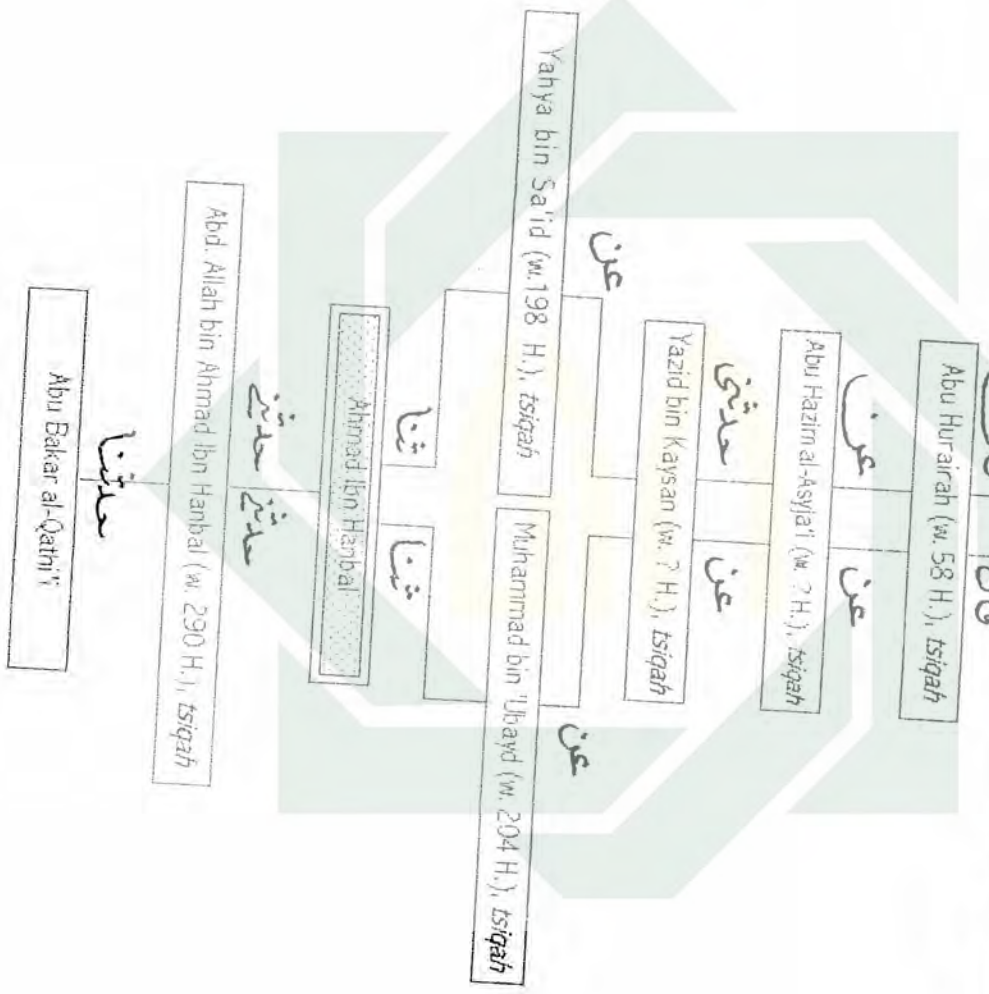 Abu Hurairah (w. 58 H.), tsiqah
عن عن
Abu Hazim al-Asyja'i (w. ? H.), tsiqah
حدثنى عن
Yazid bin Kaysan (w. ? H.), tsiqah
عن عن
Yahya bin Sa'id (w.198 H.), tsiqah
Muhammad bin 'Ubayd (w. 204 H.), tsiqah
ثنا ثنا
Ahmad Ibn Hanbal
حدثني حدثني
Abd. Allah bin Ahmad Ibn Hanbal (w. 290 H.), tsiqah
حدثنا
Abu Bakar al-Qathi'i